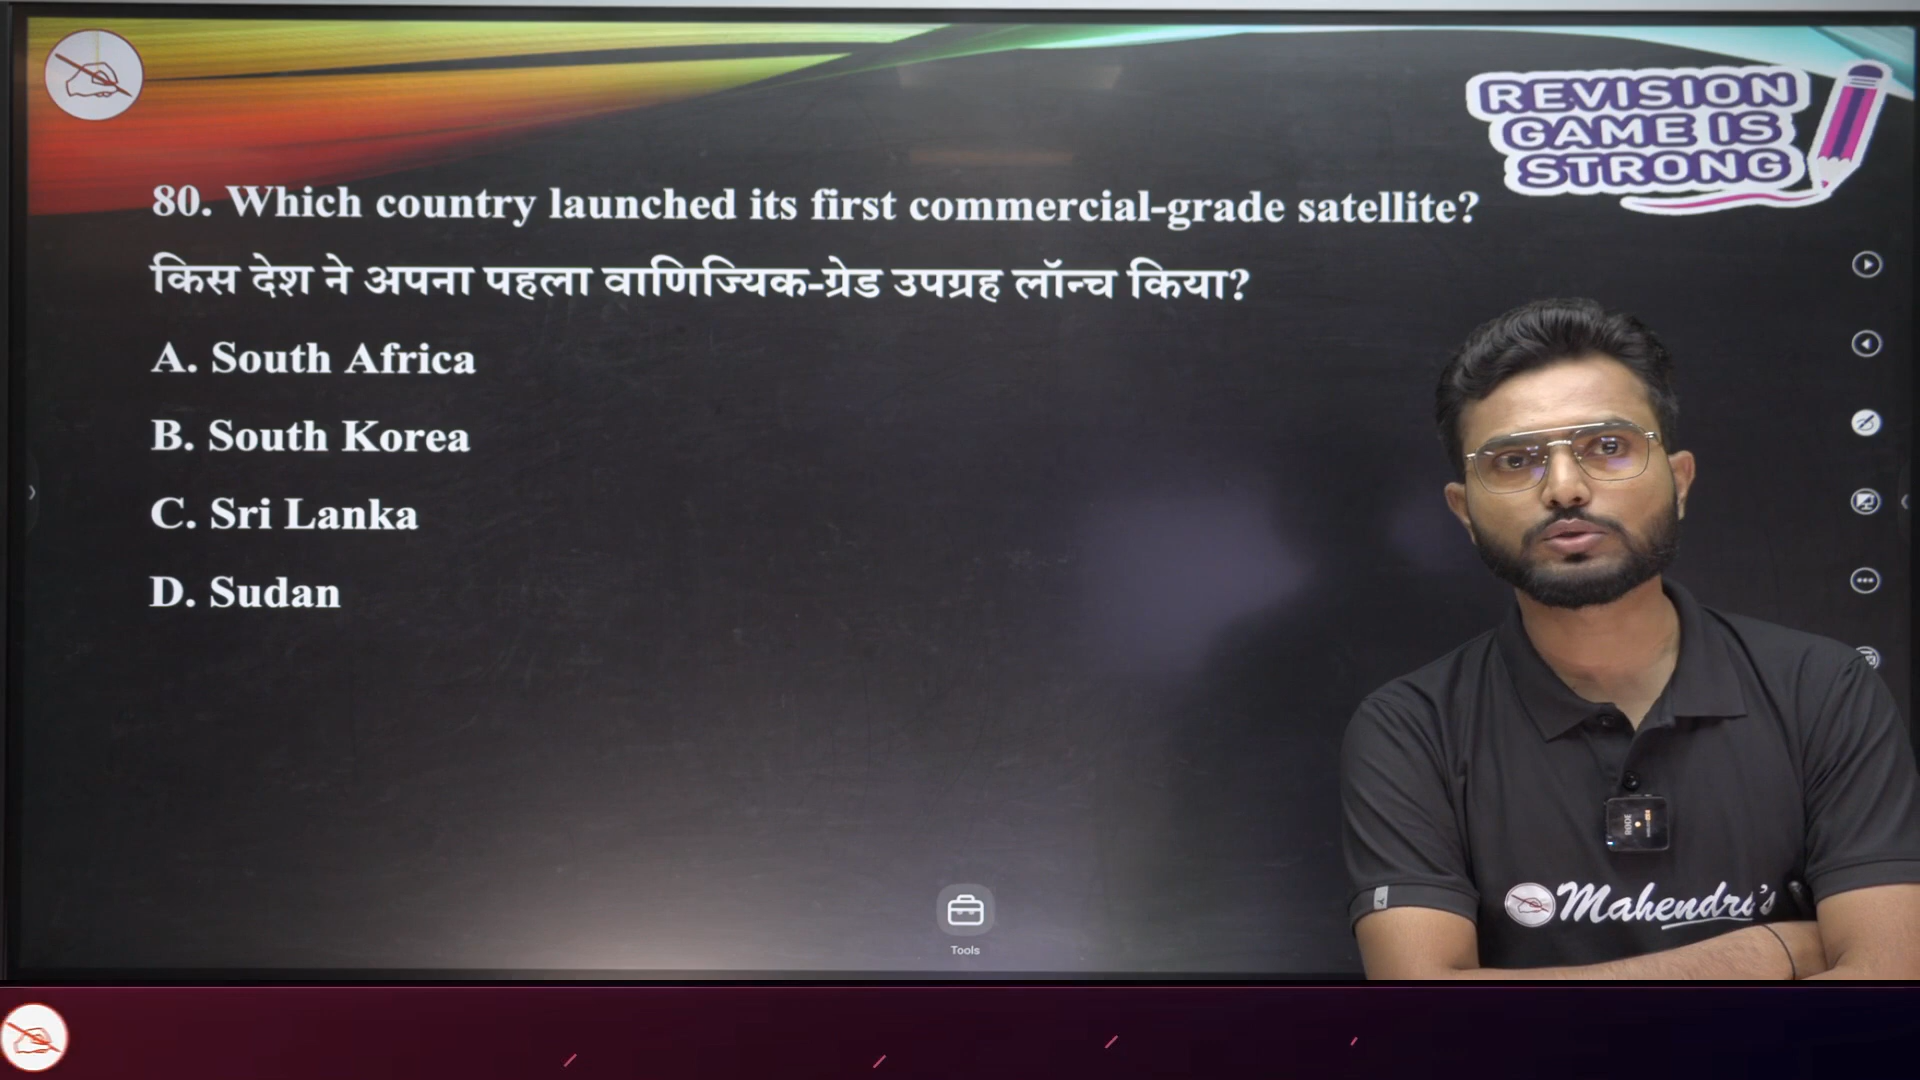 REVISION
GAME IS
STRONG
80. Which country launched its first commercial-grade satellite?
किस देश ने अपना पहला वाणिज्यिक-ग्रेड उपग्रह लॉन्च किया?
A. South Africa
B. South Korea
C. Sri Lanka
D. Sudan
RØDE
Mahendra's
Tools